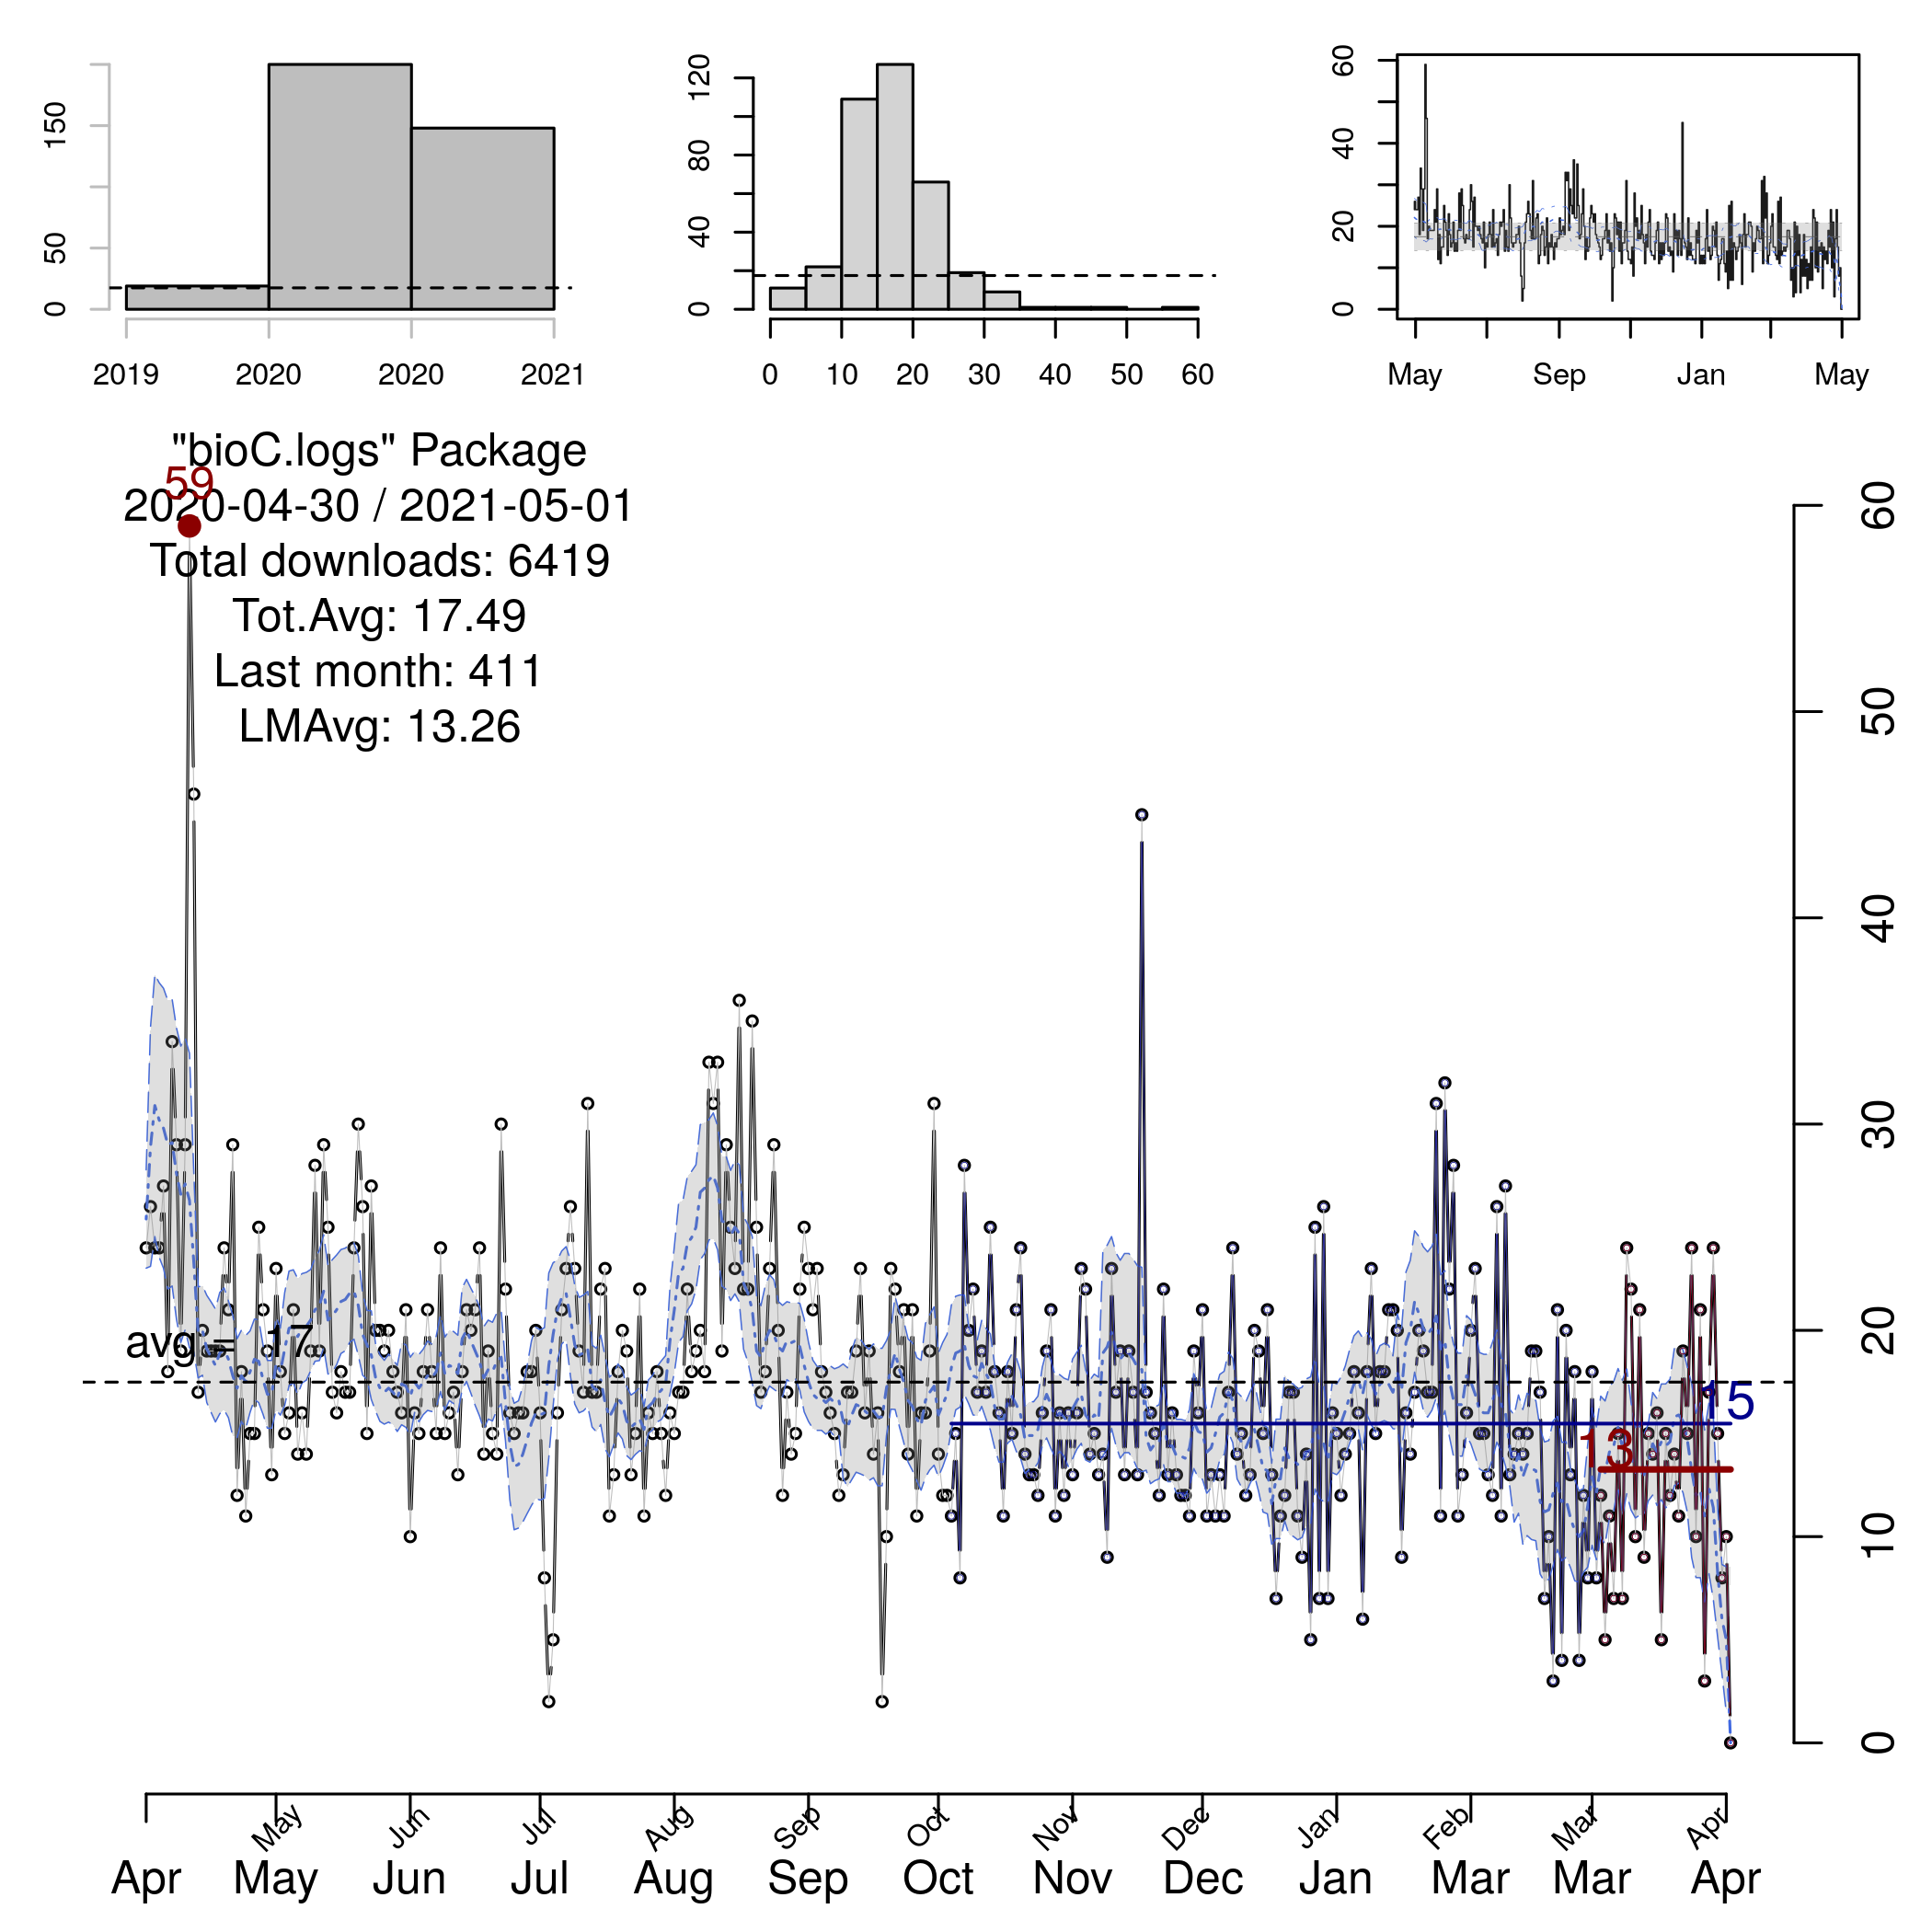 150
50
0
2019 2020 2020 2021
120
80
40
0
0 10 20 30 40 50 60
60
40
20
0
May Sep Jan May
"bioC.logs" Package
59
2020-04-30 / 2021-05-01
Total downloads: 6419
Tot.Avg: 17.49
Last month: 411
LMAvg: 13.26
60
50
40
30
20
10
0
avg = 17
15
13
May Jun Jul Aug Sep Oct Nov Dec Jan Feb Mar Apr
Apr May Jun Jul Aug Sep Oct Nov Dec Jan Mar Mar Apr